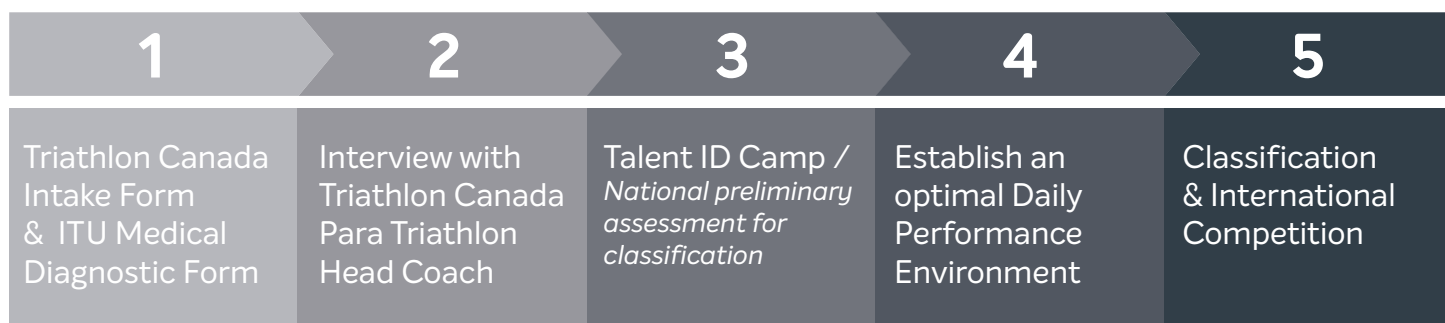 1
2
3
4
5
Triathlon Canada
Intake Form
& ITU Medical
Diagnostic Form
Interview with
Triathlon Canada
Para Triathlon
Head Coach
Talent ID Camp /
National preliminary
assessment for
classification
Establish an
optimal Daily
Performance
Environment
Classification
& International
Competition